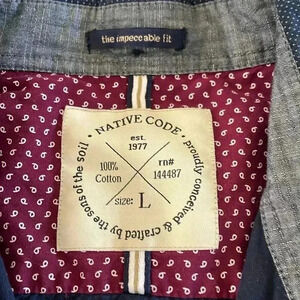 the impeccable fit
· NATIVE CODE ·
est.
1977
100%
Cotton
rn#
144487
size: L
proudly conceived & crafted by the sons of the soil